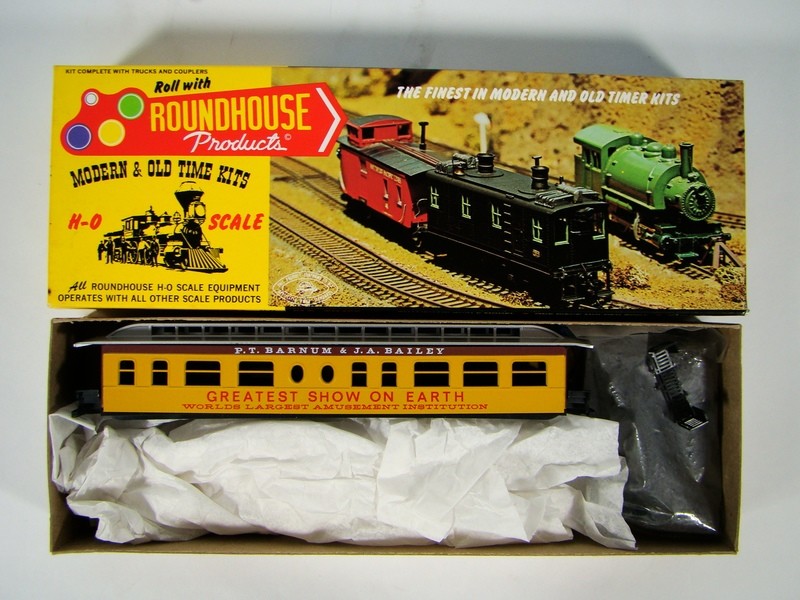 KIT COMPLETE WITH TRUCKS AND COUPLERS
Roll with
ROUNDHOUSE
Products©
MODERN & OLD TIME KITS
H-O SCALE
All ROUNDHOUSE H-O SCALE EQUIPMENT
OPERATES WITH ALL OTHER SCALE PRODUCTS
THE FINEST IN MODERN AND OLD TIMER KITS
P.T. BARNUM & J.A. BAILEY
GREATEST SHOW ON EARTH
WORLDS LARGEST AMUSEMENT INSTITUTION